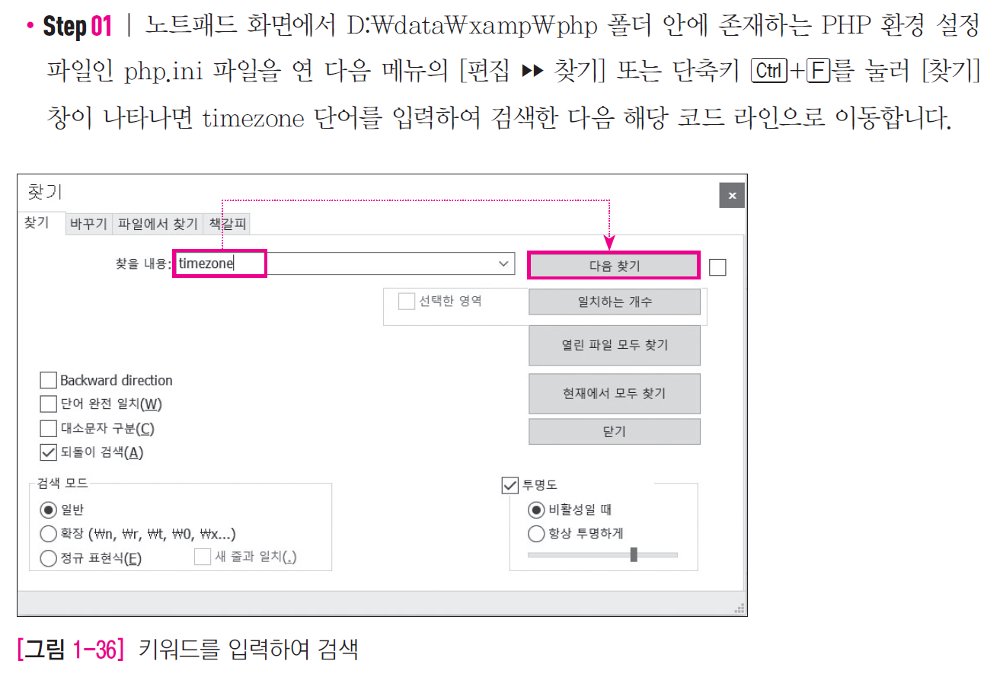 • Step 01 | 노트패드 화면에서 D:₩data₩xamp₩php 폴더 안에 존재하는 PHP 환경 설정
파일인 php.ini 파일을 연 다음 메뉴의 [편집 ▶▶ 찾기] 또는 단축키 Ctrl+F를 눌러 [찾기]
창이 나타나면 timezone 단어를 입력하여 검색한 다음 해당 코드 라인으로 이동합니다.
찾기
x
찾기 바꾸기 파일에서 찾기 책갈피
찾을 내용: timezone 다음 찾기
선택한 영역 일치하는 개수
열린 파일 모두 찾기
Backward direction
현재에서 모두 찾기
단어 완전 일치(W)
대소문자 구분(C) 닫기
되돌이 검색(A)
검색 모드 투명도
일반 비활성일 때
확장 (₩n, ₩r, ₩t, ₩0, ₩x...) 항상 투명하게
정규 표현식(E) 새 줄과 일치(.)
[그림 1-36] 키워드를 입력하여 검색